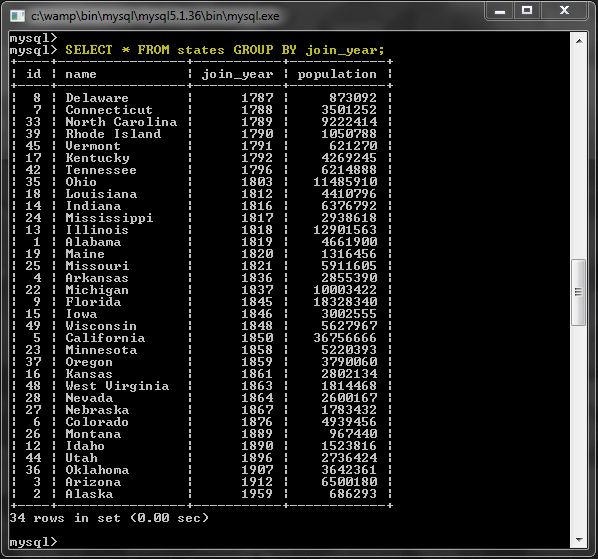 c:\wamp\bin\mysql\mysql5.1.36\bin\mysql.exe
mysql>
mysql> SELECT * FROM states GROUP BY join_year;
+----+----------------+-----------+------------+
| id | name           | join_year | population |
+----+----------------+-----------+------------+
|  8 | Delaware       |      1787 |     873092 |
|  7 | Connecticut    |      1788 |    3501252 |
| 33 | North Carolina |      1789 |    9222414 |
| 39 | Rhode Island   |      1790 |    1050788 |
| 45 | Vermont        |      1791 |     621270 |
| 17 | Kentucky       |      1792 |    4269245 |
| 42 | Tennessee      |      1796 |    6214888 |
| 35 | Ohio           |      1803 |   11485910 |
| 18 | Louisiana      |      1812 |    4410796 |
| 14 | Indiana        |      1816 |    6376792 |
| 24 | Mississippi    |      1817 |    2938618 |
| 13 | Illinois       |      1818 |   12901563 |
|  1 | Alabama        |      1819 |    4661900 |
| 19 | Maine          |      1820 |    1316456 |
| 25 | Missouri       |      1821 |    5911605 |
|  4 | Arkansas       |      1836 |    2855390 |
| 22 | Michigan       |      1837 |   10003422 |
|  9 | Florida        |      1845 |   18328340 |
| 15 | Iowa           |      1846 |    3002555 |
| 49 | Wisconsin      |      1848 |    5627967 |
|  5 | California     |      1850 |   36756666 |
| 23 | Minnesota      |      1858 |    5220393 |
| 37 | Oregon         |      1859 |    3790060 |
| 16 | Kansas         |      1861 |    2802134 |
| 48 | West Virginia  |      1863 |    1814468 |
| 28 | Nevada         |      1864 |    2600167 |
| 27 | Nebraska       |      1867 |    1783432 |
|  6 | Colorado       |      1876 |    4939456 |
| 26 | Montana        |      1889 |     967440 |
| 12 | Idaho          |      1890 |    1523816 |
| 44 | Utah           |      1896 |    2736424 |
| 36 | Oklahoma       |      1907 |    3642361 |
|  3 | Arizona        |      1912 |    6500180 |
|  2 | Alaska         |      1959 |     686293 |
+----+----------------+-----------+------------+
34 rows in set (0.00 sec)
mysql>